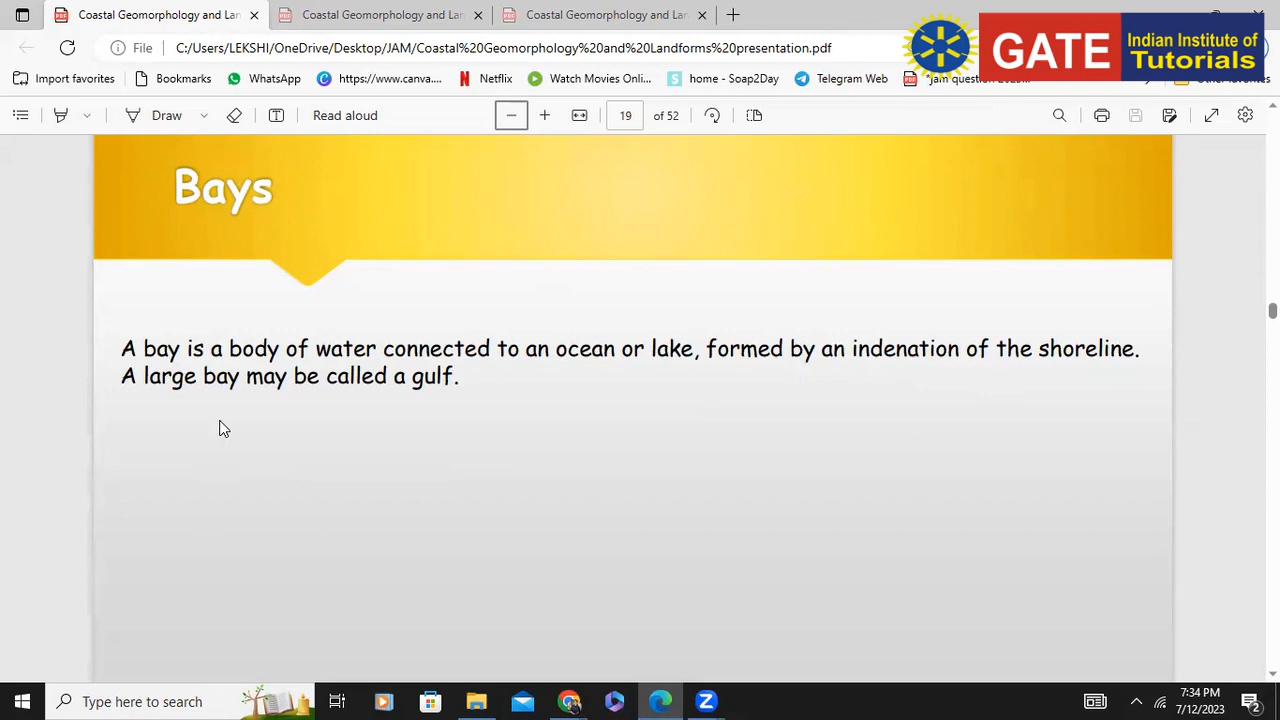 Coastal Geomorphology and Lan
Coastal Geomorphology and Lan
Coastal Geomorphology and Lan
File
C:/Users/LEKSHI/OneDrive/Desktop/JAM/Coastal%20Geomorphology%20and%20Landforms%20presentation.pdf
GATE
Indian Institute of
Tutorials
Import favorites
Bookmarks
WhatsApp
https://www.canva....
Netflix
Watch Movies Onli...
home - Soap2Day
Telegram Web
Draw
Read aloud
19
of 52
Bays
A bay is a body of water connected to an ocean or lake, formed by an indenation of the shoreline.
A large bay may be called a gulf.
Type here to search
7:34 PM
7/12/2023
2